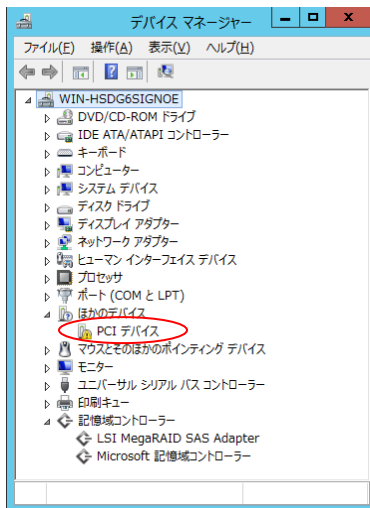 デバイス マネージャー
ファイル(F) 操作(A) 表示(V) ヘルプ(H)
WIN-HSDG6SIGNOE
DVD/CD-ROM ドライブ
IDE ATA/ATAPI コントローラー
キーボード
コンピューター
システム デバイス
ディスク ドライブ
ディスプレイ アダプター
ネットワーク アダプター
ヒューマン インターフェイス デバイス
プロセッサ
ポート (COM と LPT)
ほかのデバイス
PCI デバイス
マウスとそのほかのポインティング デバイス
モニター
ユニバーサル シリアル バス コントローラー
印刷キュー
記憶域コントローラー
LSI MegaRAID SAS Adapter
Microsoft 記憶域コントローラー